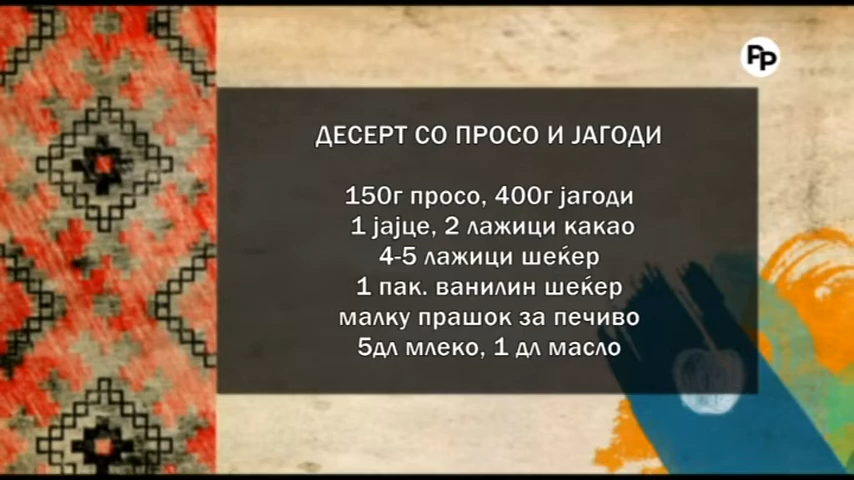 PP
ДЕСЕРТ СО ПРОСО И ЈАГОДИ
150г просо, 400г јагоди
1 јајце, 2 лажици какао
4-5 лажици шеќер
1 пак. ванилин шеќер
малку прашок за печиво
5дл млеко, 1 дл масло